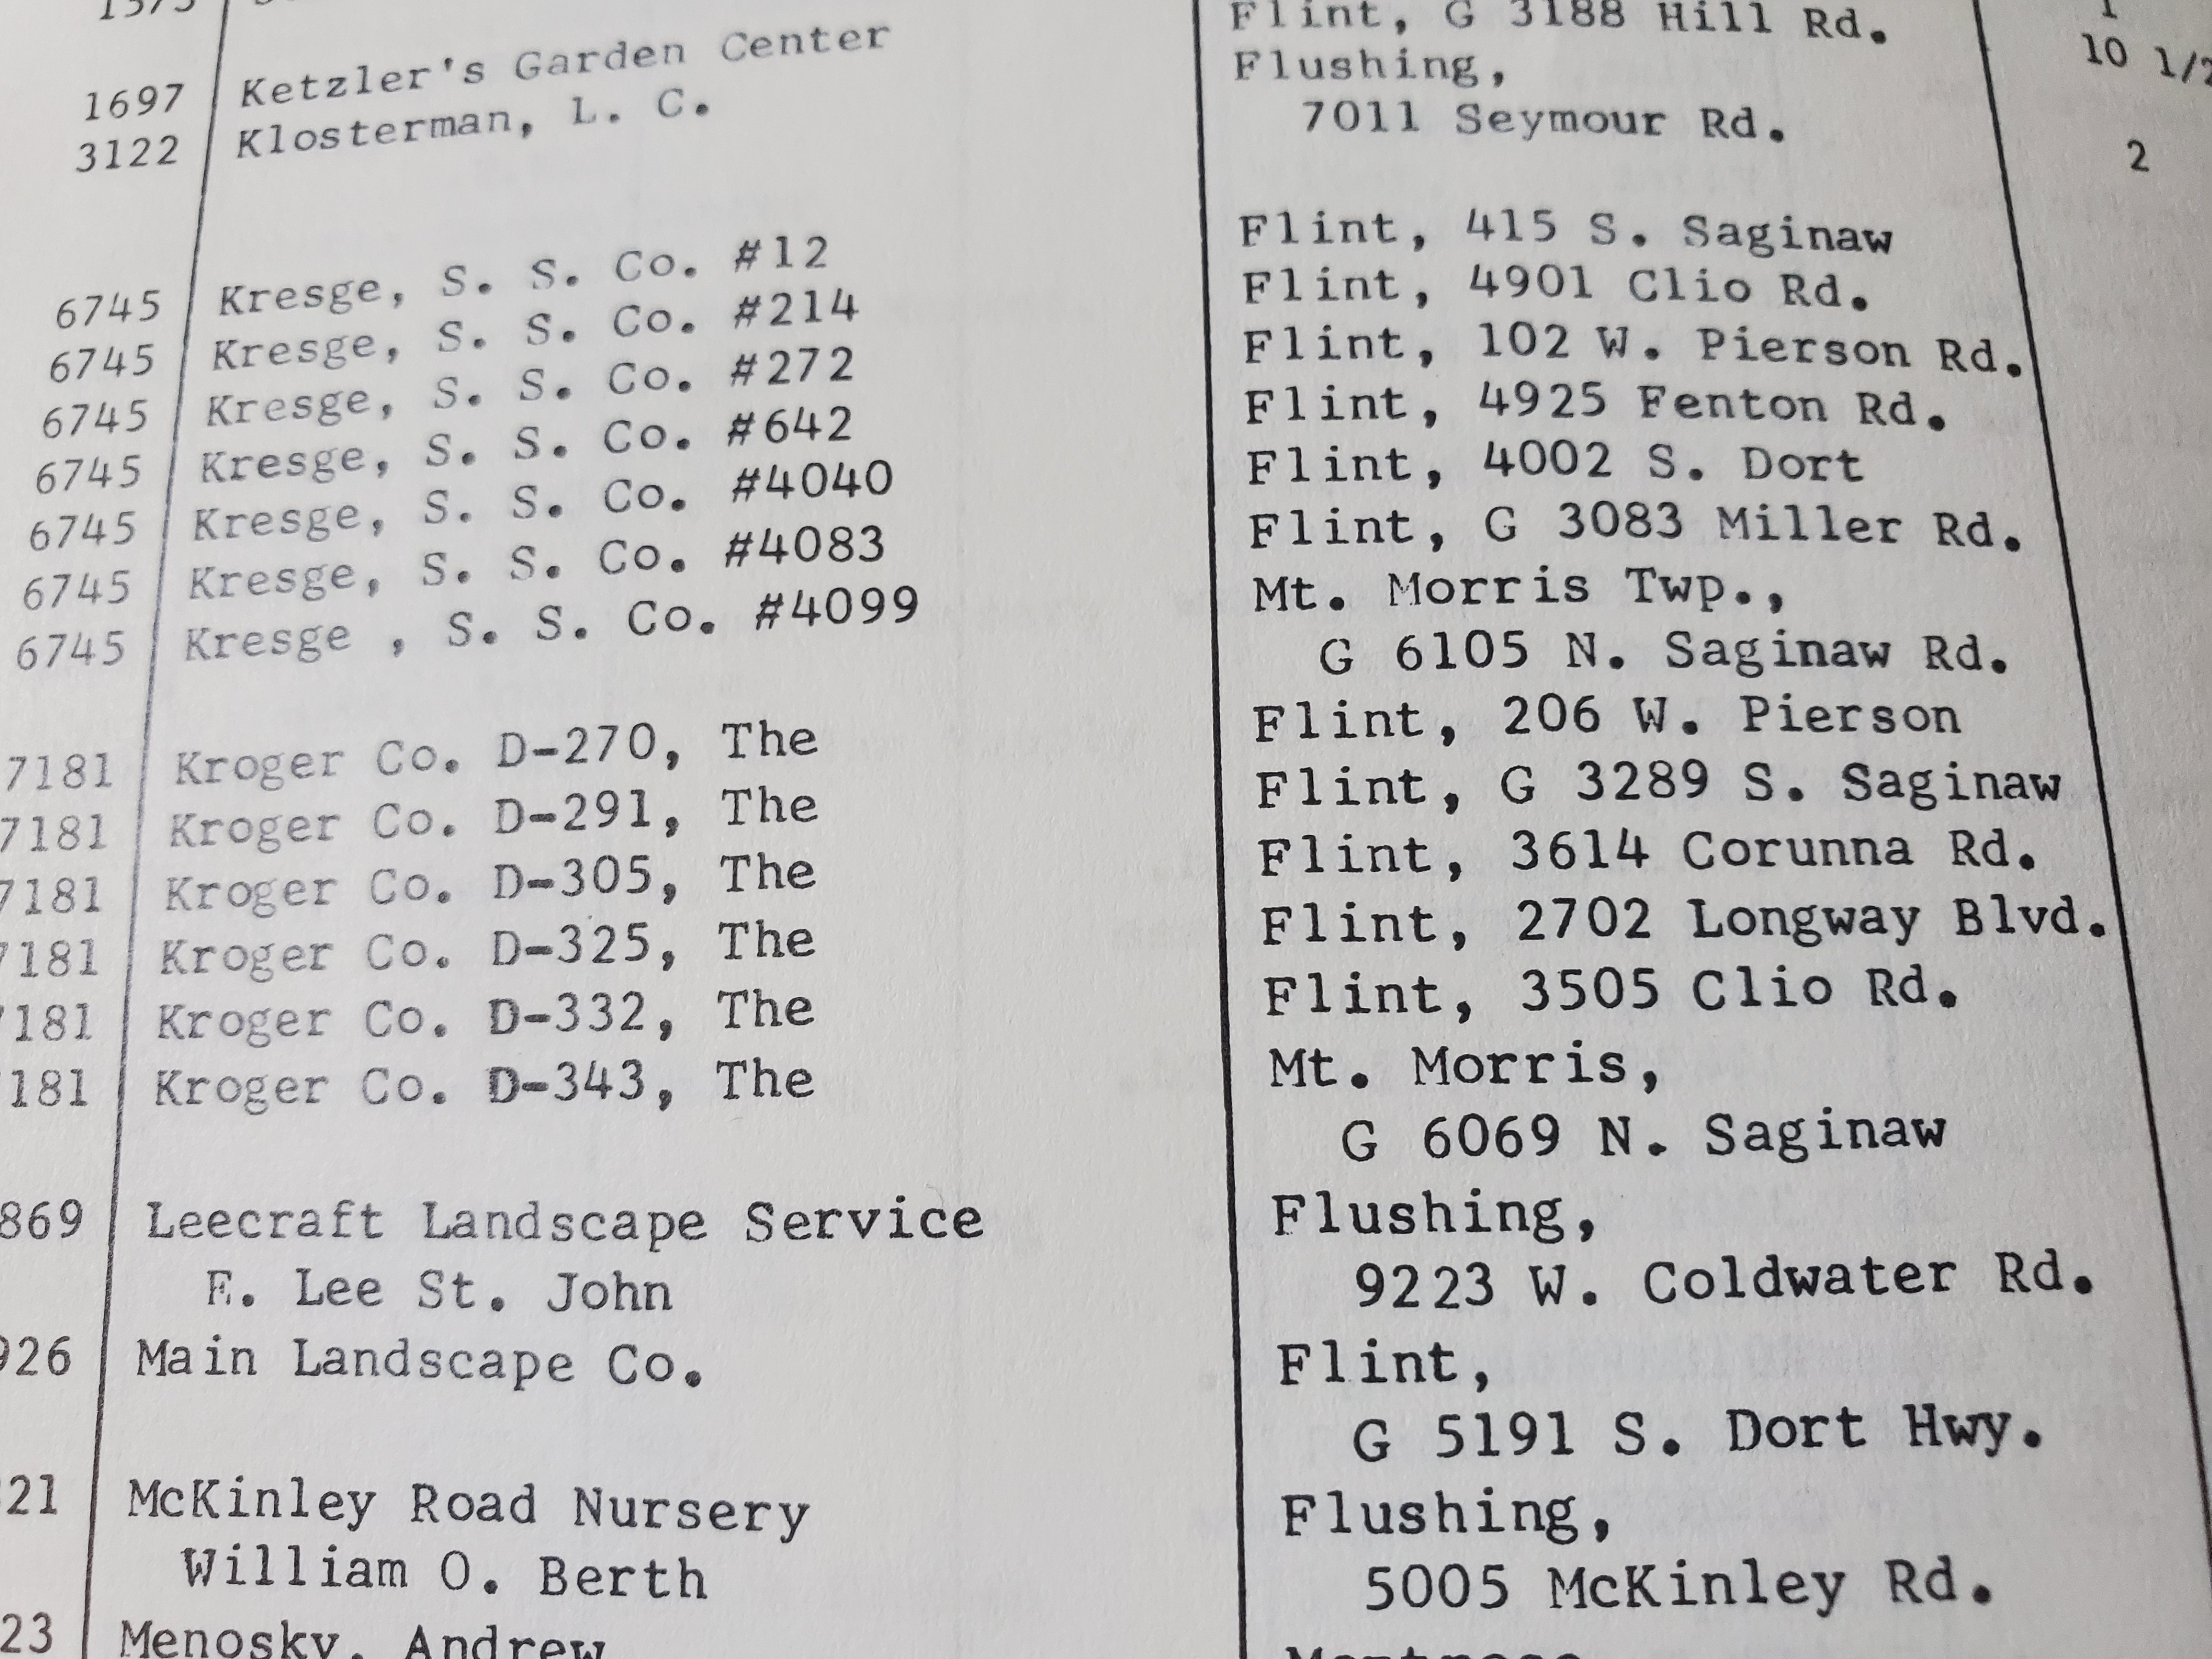 1697 Ketzler's Garden Center Flint, G 3188 Hill Rd. 1
3122 Klosterman, L. C. Flushing, 10 1/2
7011 Seymour Rd.
2
6745 Kresge, S. S. Co. #12 Flint, 415 S. Saginaw
6745 Kresge, S. S. Co. #214 Flint, 4901 Clio Rd.
6745 Kresge, S. S. Co. #272 Flint, 102 W. Pierson Rd.
6745 Kresge, S. S. Co. #642 Flint, 4925 Fenton Rd.
6745 Kresge, S. S. Co. #4040 Flint, 4002 S. Dort
6745 Kresge, S. S. Co. #4083 Flint, G 3083 Miller Rd.
6745 Kresge , S. S. Co. #4099 Mt. Morris Twp.,
G 6105 N. Saginaw Rd.
7181 Kroger Co. D-270, The Flint, 206 W. Pierson
7181 Kroger Co. D-291, The Flint, G 3289 S. Saginaw
7181 Kroger Co. D-305, The Flint, 3614 Corunna Rd.
7181 Kroger Co. D-325, The Flint, 2702 Longway Blvd.
181 Kroger Co. D-332, The Flint, 3505 Clio Rd.
181 Kroger Co. D-343, The Mt. Morris,
G 6069 N. Saginaw
869 Leecraft Landscape Service Flushing,
E. Lee St. John 9223 W. Coldwater Rd.
926 Main Landscape Co. Flint,
G 5191 S. Dort Hwy.
21 McKinley Road Nursery Flushing,
William O. Berth 5005 McKinley Rd.
23 Menosky, Andrew Montrose